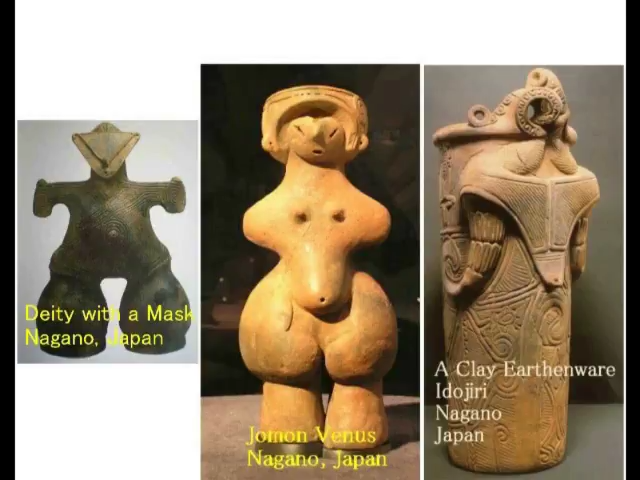 Deity with a Mask
Nagano, Japan
Jomon Venus
Nagano, Japan
A Clay Earthenware
Idojiri
Nagano
Japan